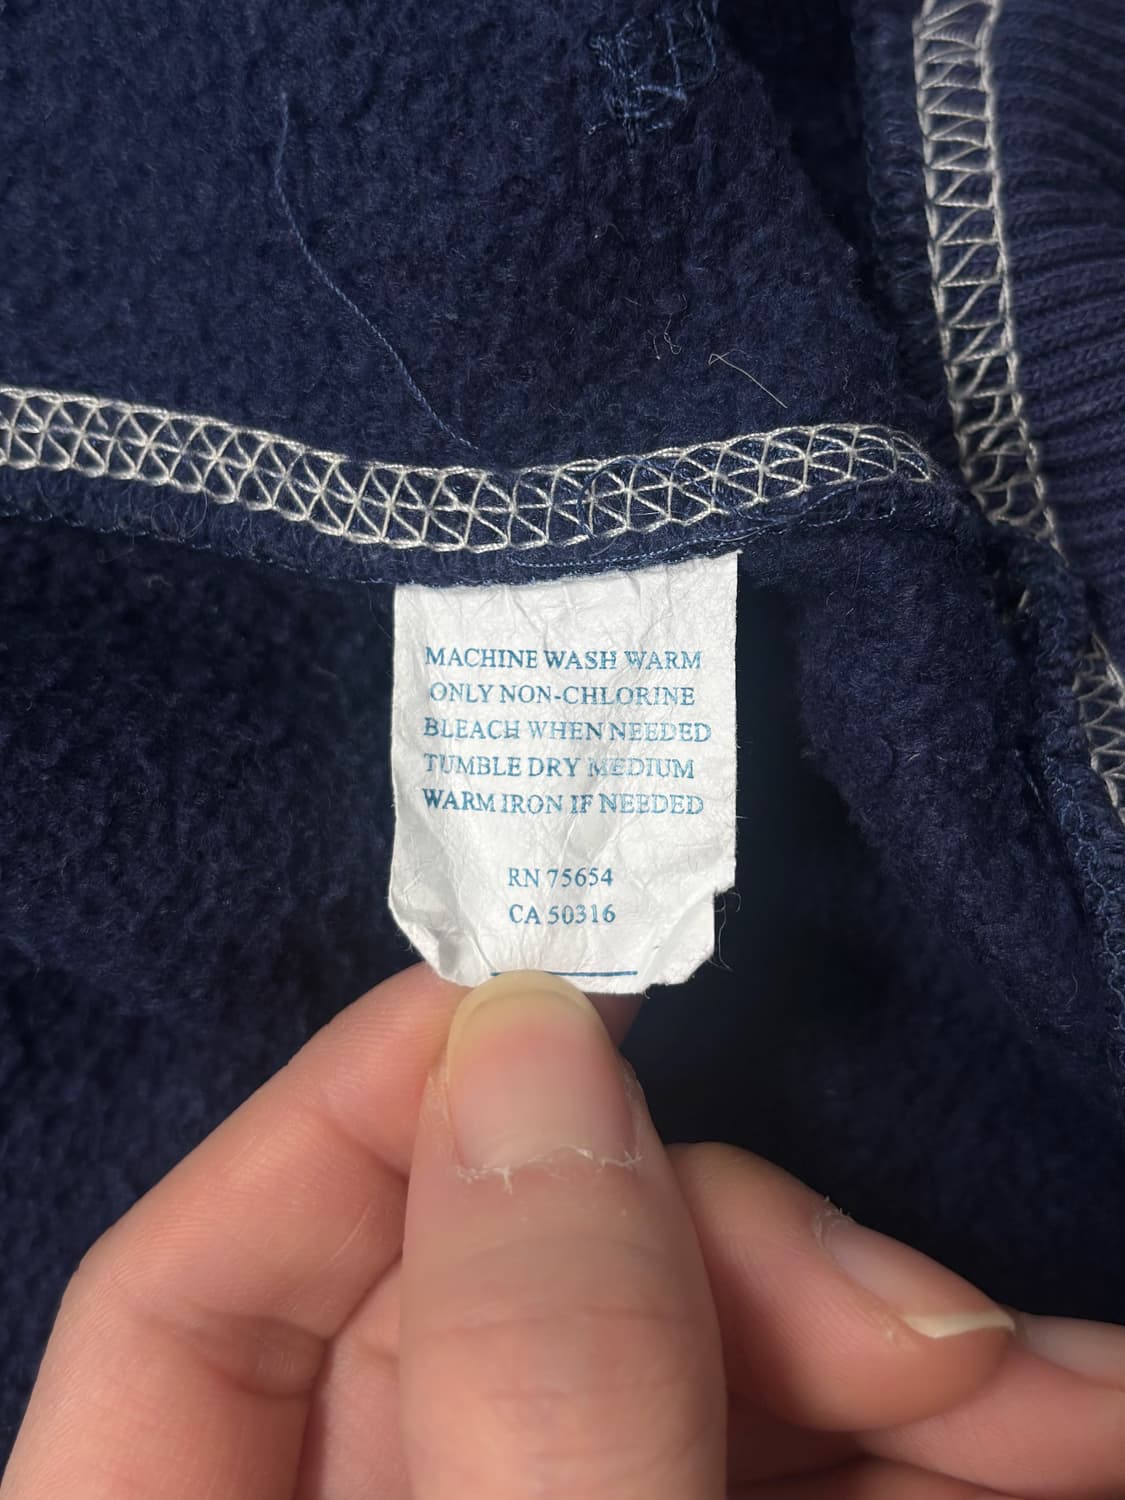 MACHINE WASH WARM
ONLY NON-CHLORINE
BLEACH WHEN NEEDED
TUMBLE DRY MEDIUM
WARM IRON IF NEEDED
RN 75654
CA 50316